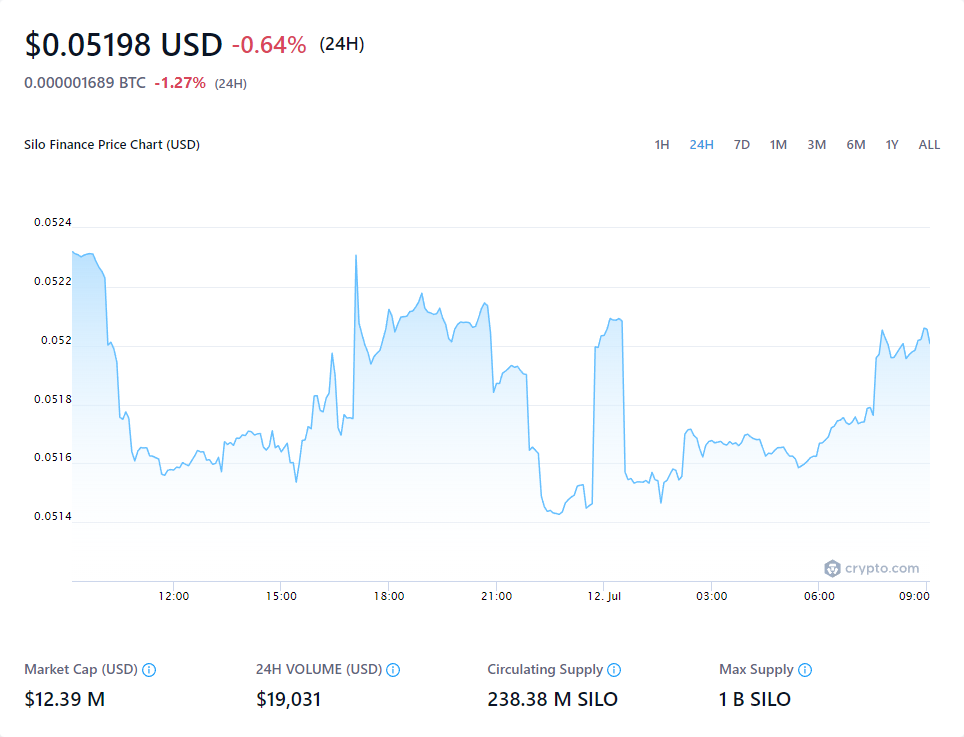 $0.05198 USD -0.64% (24H)
0.000001689 BTC -1.27% (24H)
Silo Finance Price Chart (USD) 1H 24H 7D 1M 3M 6M 1Y ALL
0.0524
0.0522
0.052
0.0518
0.0516
0.0514
crypto.com
12:00 15:00 18:00 21:00 12. Jul 03:00 06:00 09:00
Market Cap (USD) 24H VOLUME (USD) Circulating Supply Max Supply
$12.39 M $19,031 238.38 M SILO 1 B SILO